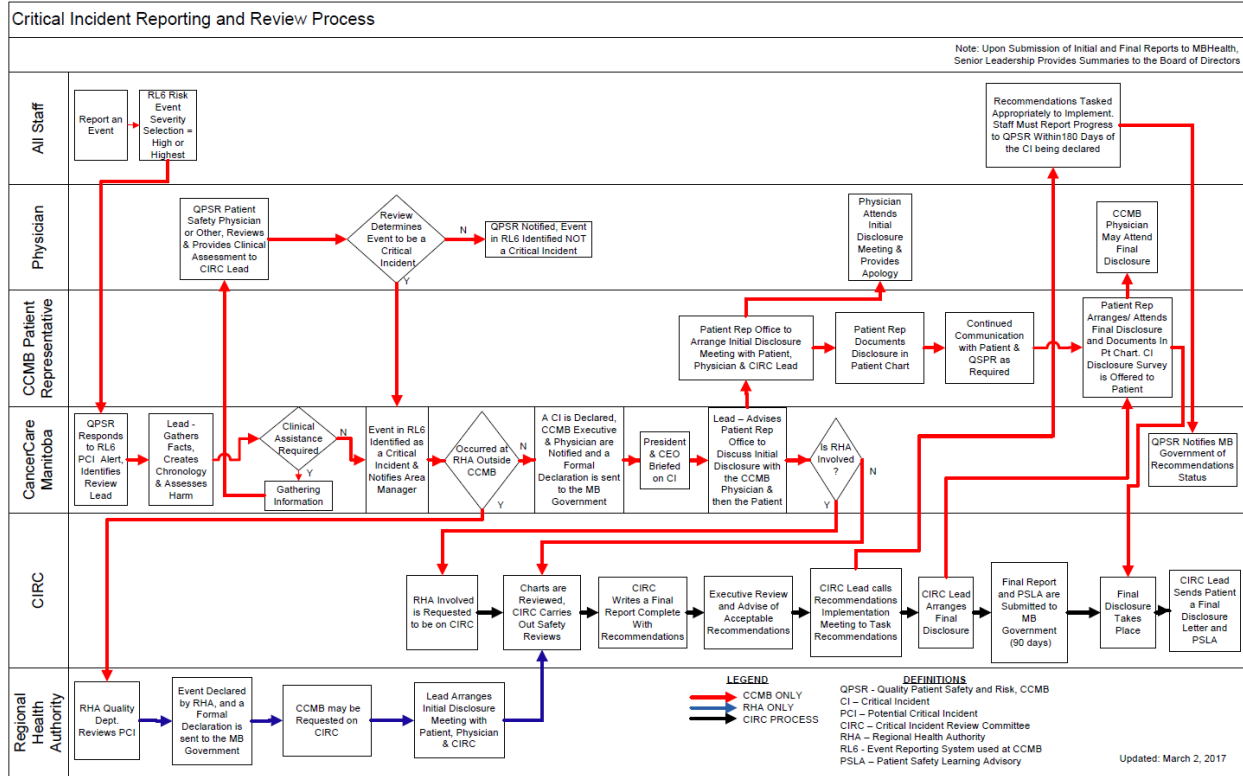 Critical Incident Reporting and Review Process
Note: Upon Submission of Initial and Final Reports to MBHealth,
Senior Leadership Provides Summaries to the Board of Directors
All Staff
Report an
Event
RL6 Risk
Event
Severity
Selection =
High or
Highest
Recommendations Tasked
Appropriately to Implement.
Staff Must Report Progress
to QPSR Within180 Days of
the CI being declared
Physician
QPSR Patient
Safety Physician
or Other, Reviews
& Provides Clinical
Assessment to
CIRC Lead
Review
Determines
Event to be a
Critical
Incident
N
Y
QPSR Notified, Event
in RL6 Identified NOT
a Critical Incident
Physician
Attends
Initial
Disclosure
Meeting &
Provides
Apology
CCMB
Physician
May Attend
Final
Disclosure
CCMB Patient
Representative
Patient Rep Office to
Arrange Initial Disclosure
Meeting with Patient,
Physician & CIRC Lead
Patient Rep
Documents
Disclosure in
Patient Chart
Continued
Communication
with Patient &
QSPR as
Required
Patient Rep
Arranges/ Attends
Final Disclosure
and Documents In
Pt Chart. CI
Disclosure Survey
is Offered to
Patient
CancerCare
Manitoba
QPSR
Responds
to RL6
PCI Alert,
Identifies
Review
Lead
Lead -
Gathers
Facts,
Creates
Chronology
& Assesses
Harm
Clinical
Assistance
Required
N
Y
Gathering
Information
Event in RL6
Identified as
a Critical
Incident &
Notifies Area
Manager
Occurred at
RHA Outside
CCMB
N
Y
A CI is Declared,
CCMB Executive
& Physician are
Notified and a
Formal
Declaration is sent
to the MB
Government
President
& CEO
Briefed
on CI
Lead – Advises
Patient Rep
Office to
Discuss Initial
Disclosure with
the CCMB
Physician &
then the Patient
Is RHA
Involved
?
N
Y
QPSR Notifies MB
Government of
Recommendations
Status
CIRC
RHA Involved
is Requested
to be on CIRC
Charts are
Reviewed,
CIRC Carries
Out Safety
Reviews
CIRC
Writes a Final
Report Complete
With
Recommendations
Executive Review
and Advise of
Acceptable
Recommendations
CIRC Lead calls
Recommendations
Implementation
Meeting to Task
Recommendations
CIRC Lead
Arranges
Final
Disclosure
Final Report
and PSLA are
Submitted to
MB
Government
(90 days)
Final
Disclosure
Takes
Place
CIRC Lead
Sends Patient
a Final
Disclosure
Letter and
PSLA
Regional
Health
Authority
RHA Quality
Dept.
Reviews PCI
Event Declared
by RHA, and a
Formal
Declaration is
sent to the MB
Government
CCMB may be
Requested on
CIRC
Lead Arranges
Initial Disclosure
Meeting with
Patient, Physician
& CIRC
LEGEND
CCMB ONLY
RHA ONLY
CIRC PROCESS
DEFINITIONS
QPSR - Quality Patient Safety and Risk, CCMB
CI – Critical Incident
PCI – Potential Critical Incident
CIRC – Critical Incident Review Committee
RHA – Regional Health Authority
RL6 - Event Reporting System used at CCMB
PSLA – Patient Safety Learning Advisory
Updated: March 2, 2017